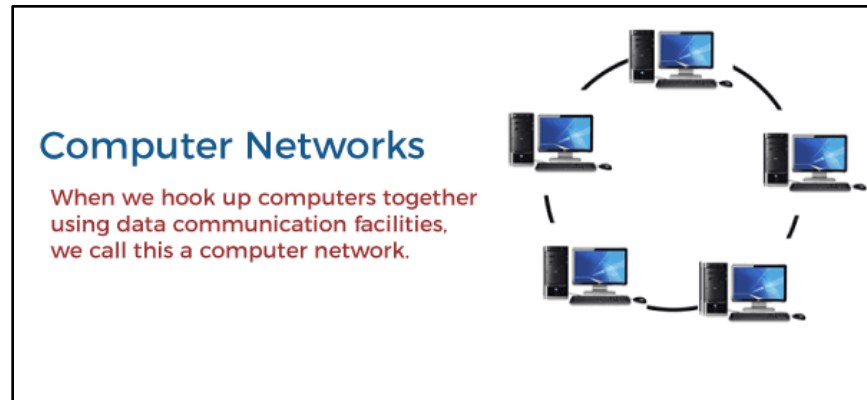 Computer Networks
When we hook up computers together
using data communication facilities,
we call this a computer network.